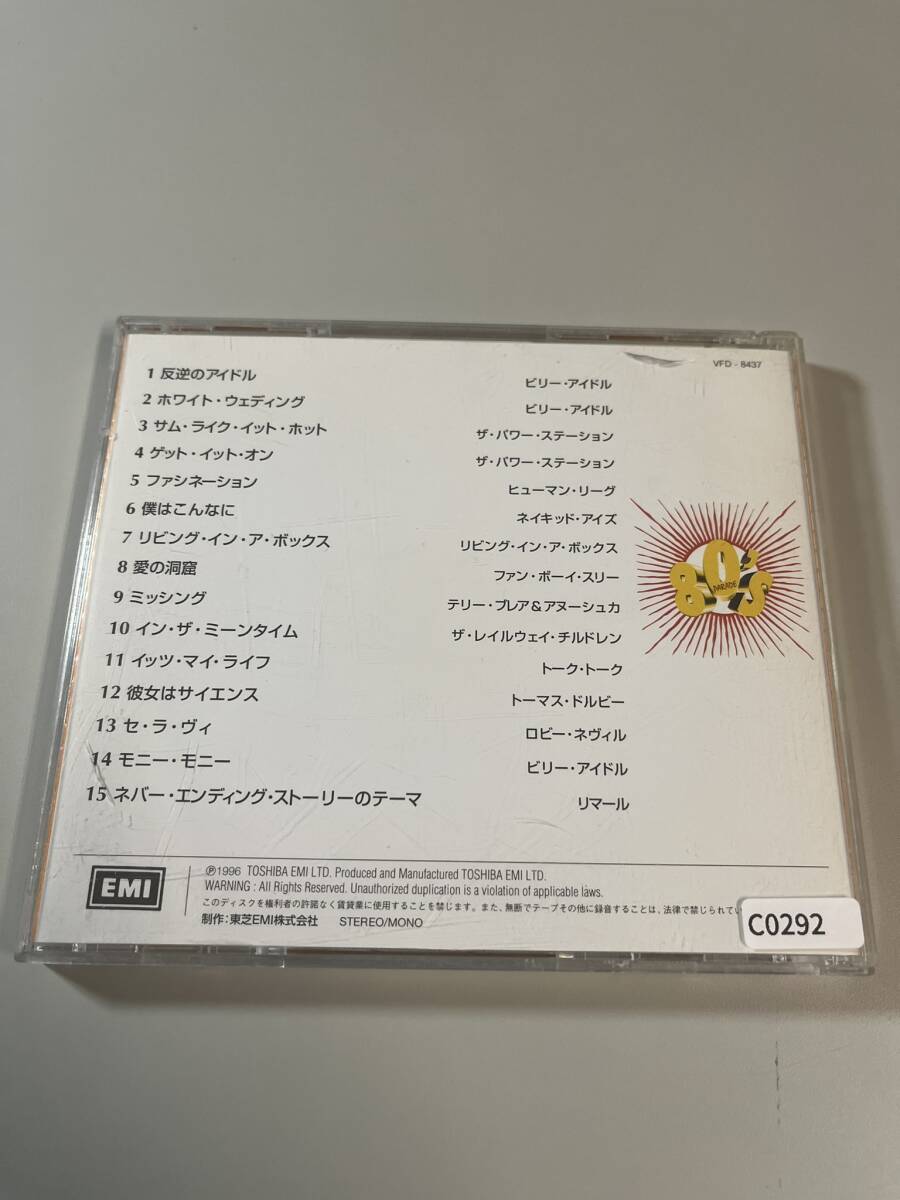 VFD - 8437
1 反逆のアイドル ビリー・アイドル
2 ホワイト・ウェディング ビリー・アイドル
3 サム・ライク・イット・ホット ザ・パワー・ステーション
4 ゲット・イット・オン ザ・パワー・ステーション
5 ファシネーション ヒューマン・リーグ
6 僕はこんなに ネイキッド・アイズ
7 リビング・イン・ア・ボックス リビング・イン・ア・ボックス
8 愛の洞窟 ファン・ボーイ・スリー
9 ミッシング テリー・ブレア&アヌーシュカ
10 イン・ザ・ミーンタイム ザ・レイルウェイ・チルドレン
11 イッツ・マイ・ライフ トーク・トーク
12 彼女はサイエンス トーマス・ドルビー
13 セ・ラ・ヴィ ロビー・ネヴィル
14 モニー・モニー ビリー・アイドル
15 ネバー・エンディング・ストーリーのテーマ リマール
80's
PARADE
EMI
℗1996 TOSHIBA EMI LTD. Produced and Manufactured TOSHIBA EMI LTD.
WARNING : All Rights Reserved. Unauthorized duplication is a violation of applicable laws.
このディスクを権利者の許諾なく賃貸業に使用することを禁じます。また、無断でテープその他に録音することは、法律で禁じられてい
制作:東芝EMI株式会社 STEREO/MONO
C0292